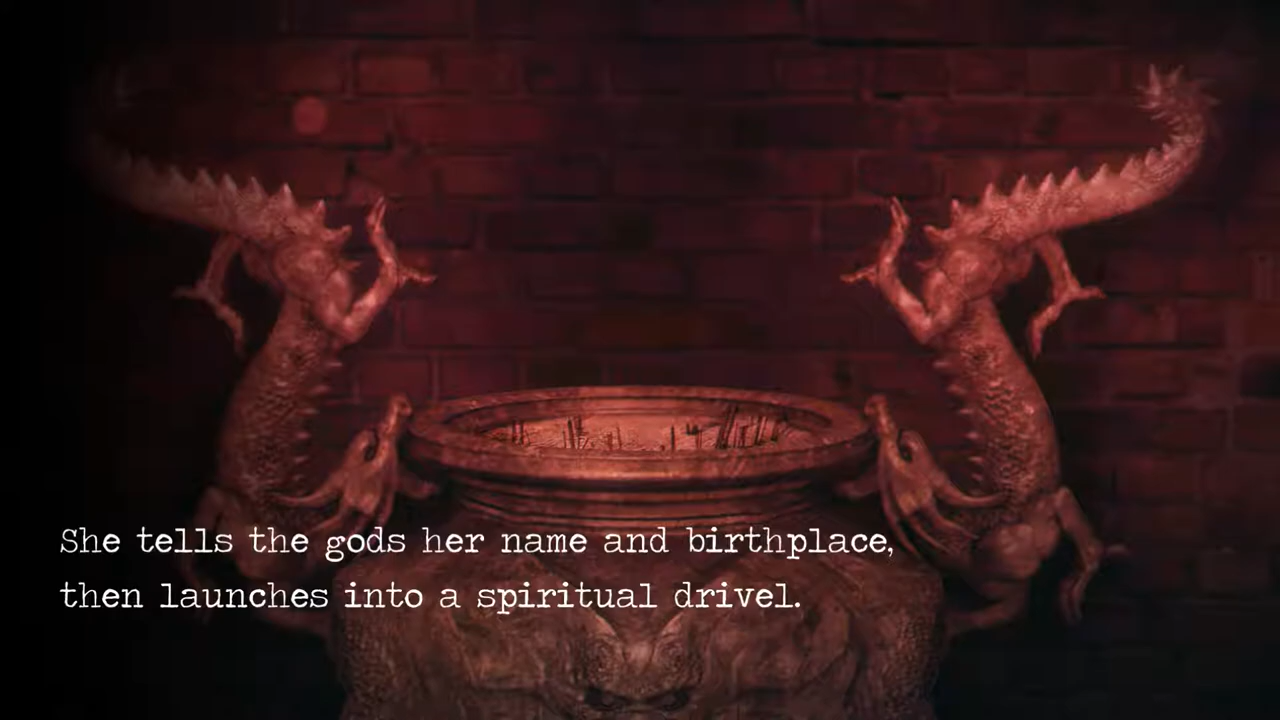 She tells the gods her name and birthplace,
then launches into a spiritual drivel.